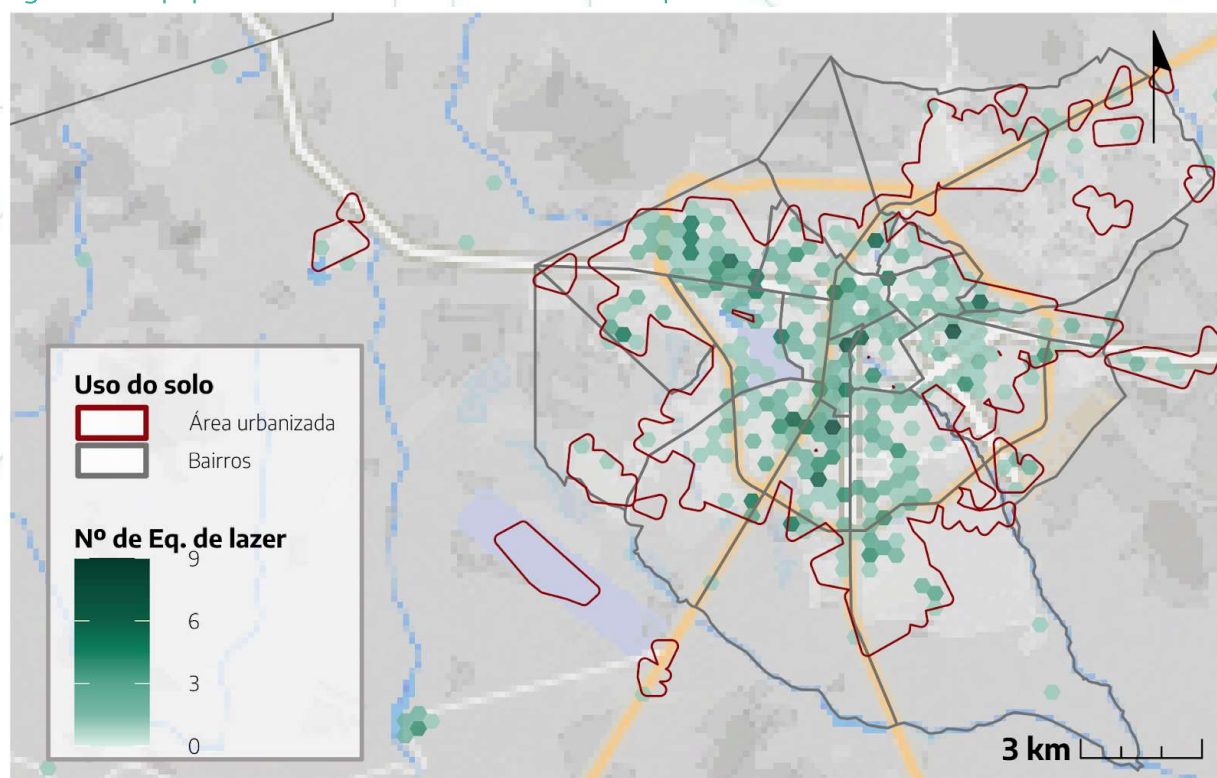 Uso do solo
Área urbanizada
Bairros
Nº de Eq. de lazer
9
6
3
0
3 km